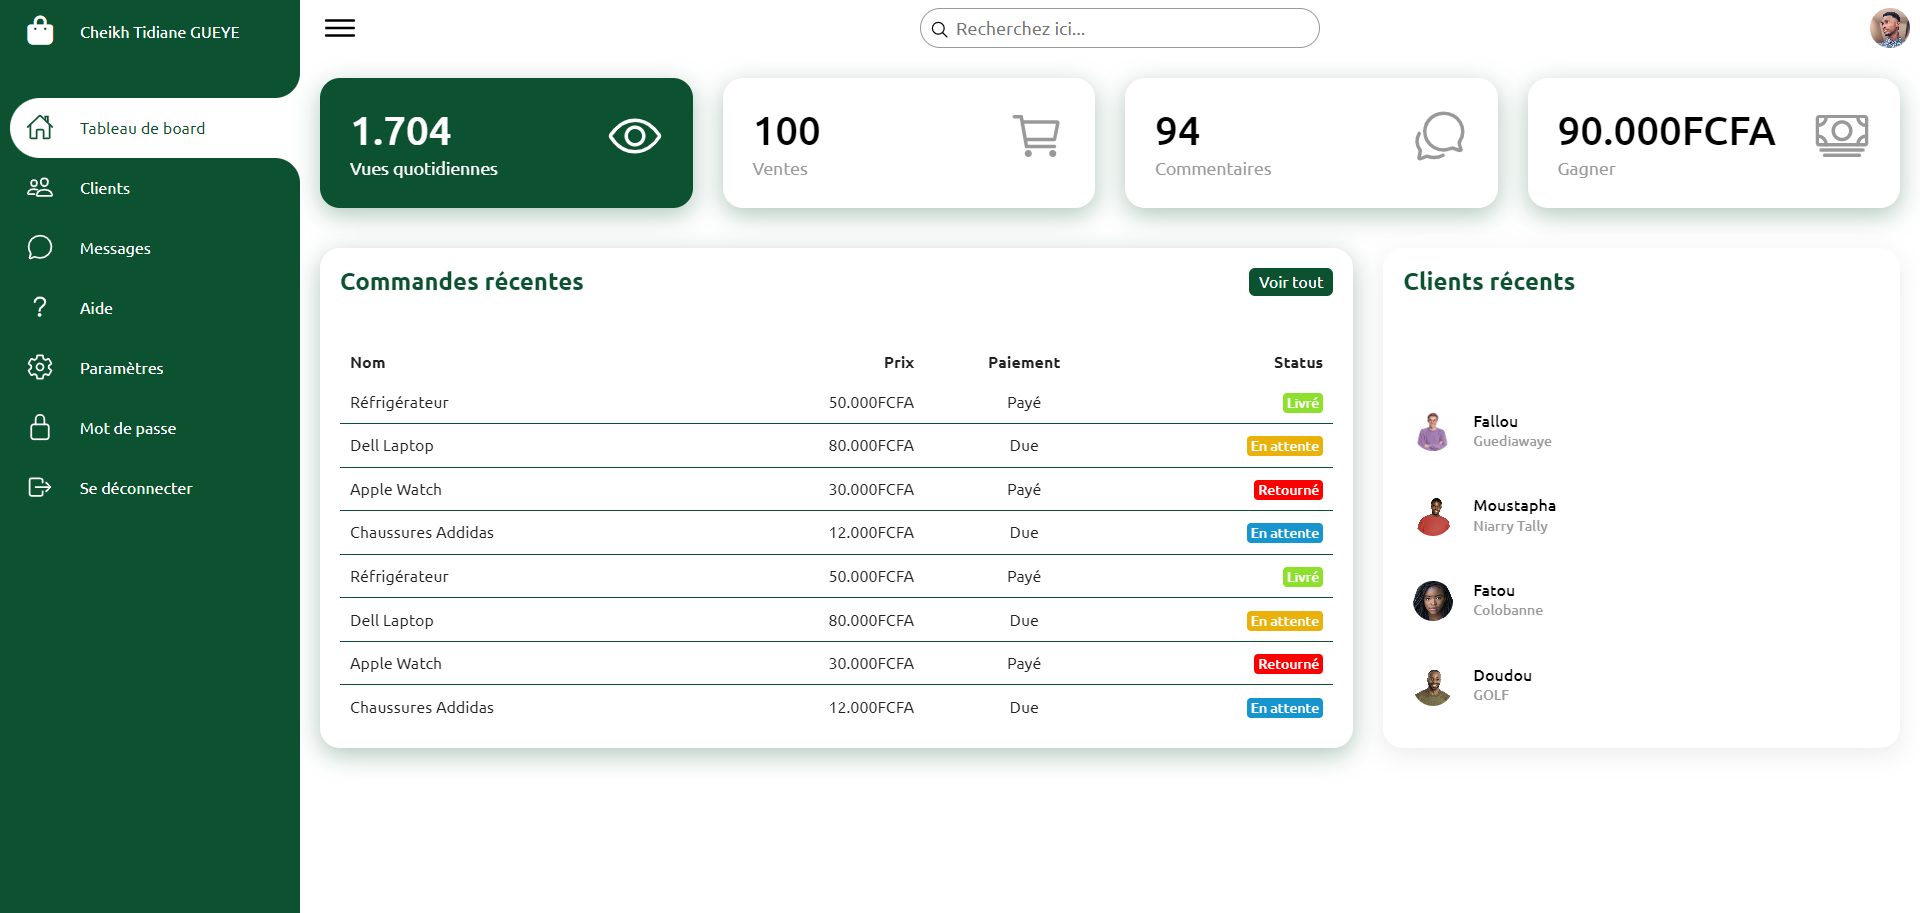 Cheikh Tidiane GUEYE
Recherchez ici...
Tableau de board
Clients
Messages
Aide
Paramètres
Mot de passe
Se déconnecter
1.704
Vues quotidiennes
100
Ventes
94
Commentaires
90.000FCFA
Gagner
Commandes récentes
Voir tout
Nom Prix Paiement Status
Réfrigérateur 50.000FCFA Payé Livré
Dell Laptop 80.000FCFA Due En attente
Apple Watch 30.000FCFA Payé Retourné
Chaussures Addidas 12.000FCFA Due En attente
Réfrigérateur 50.000FCFA Payé Livré
Dell Laptop 80.000FCFA Due En attente
Apple Watch 30.000FCFA Payé Retourné
Chaussures Addidas 12.000FCFA Due En attente
Clients récents
Fallou
Guediawaye
Moustapha
Niarry Tally
Fatou
Colobanne
Doudou
GOLF